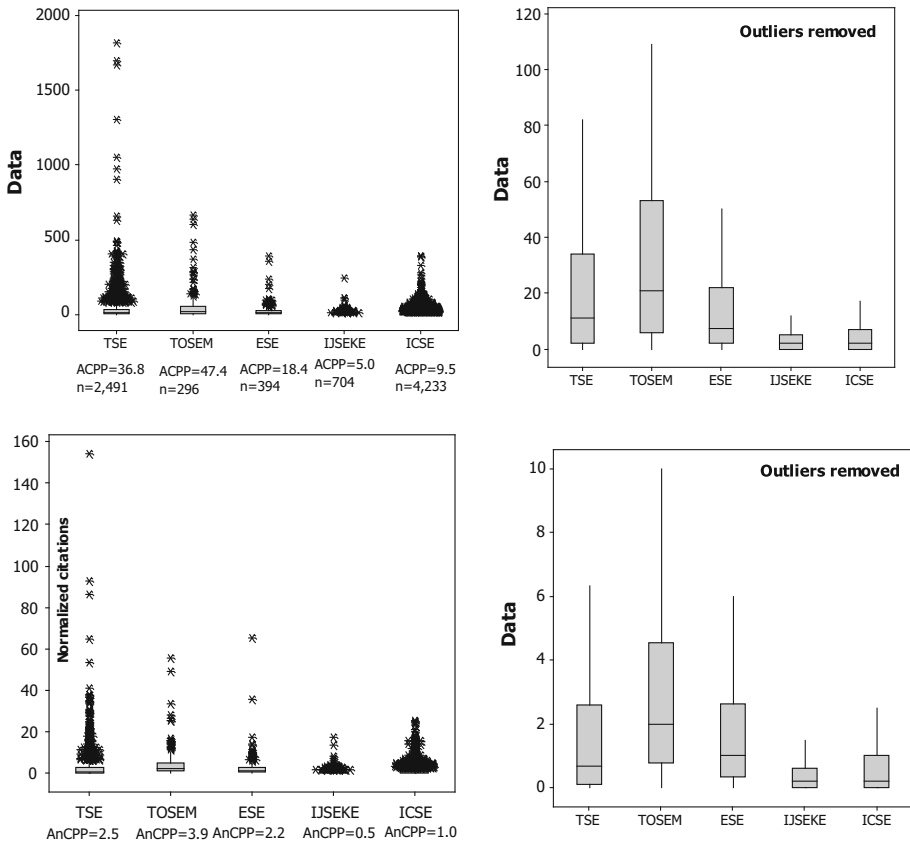 2000
1500
1000
500
0
Data
TSE
TOSEM
ESE
IJSEKE
ICSE
ACPP=36.8
n=2,491
ACPP=47.4
n=296
ACPP=18.4
n=394
ACPP=5.0
n=704
ACPP=9.5
n=4,233
Outliers removed
120
100
80
60
40
20
0
Data
TSE
TOSEM
ESE
IJSEKE
ICSE
160
140
120
100
80
60
40
20
0
Normalized citations
TSE
TOSEM
ESE
IJSEKE
ICSE
AnCPP=2.5
AnCPP=3.9
AnCPP=2.2
AnCPP=0.5
AnCPP=1.0
Outliers removed
10
8
6
4
2
0
Data
TSE
TOSEM
ESE
IJSEKE
ICSE